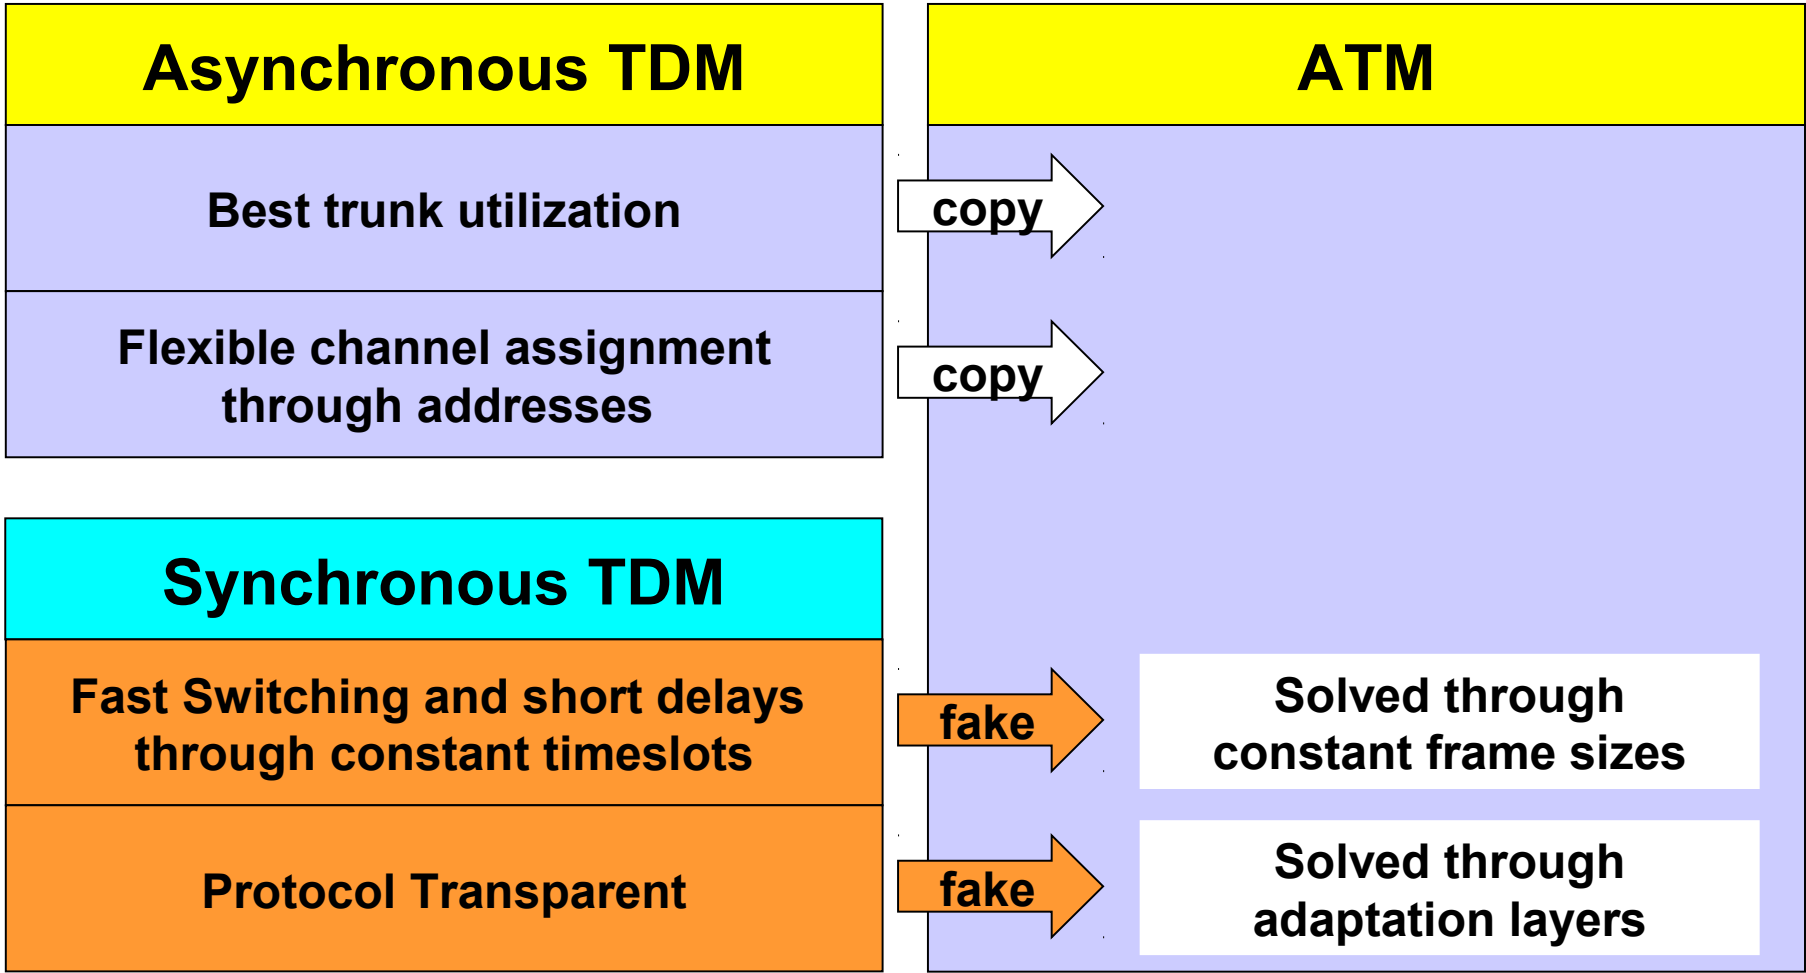 Asynchronous TDM
Best trunk utilization
Flexible channel assignment
through addresses
Synchronous TDM
Fast Switching and short delays
through constant timeslots
Protocol Transparent
ATM
copy
copy
fake
Solved through
constant frame sizes
fake
Solved through
adaptation layers